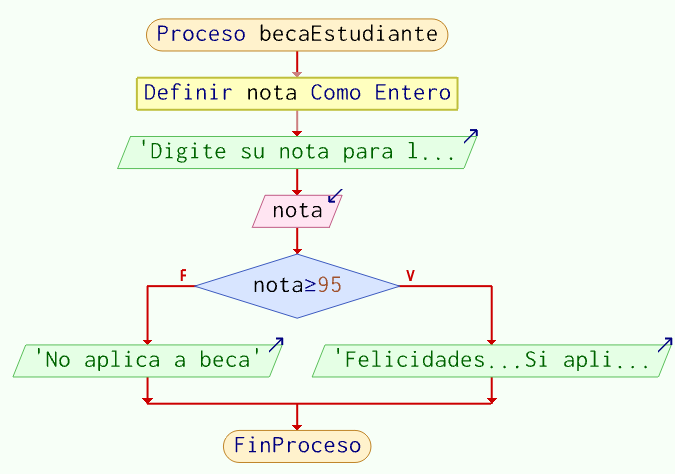 Proceso becaEstudiante
Definir nota Como Entero
'Digite su nota para l...
nota
F
nota≥95
V
'No aplica a beca'
'Felicidades...Si apli...
FinProceso